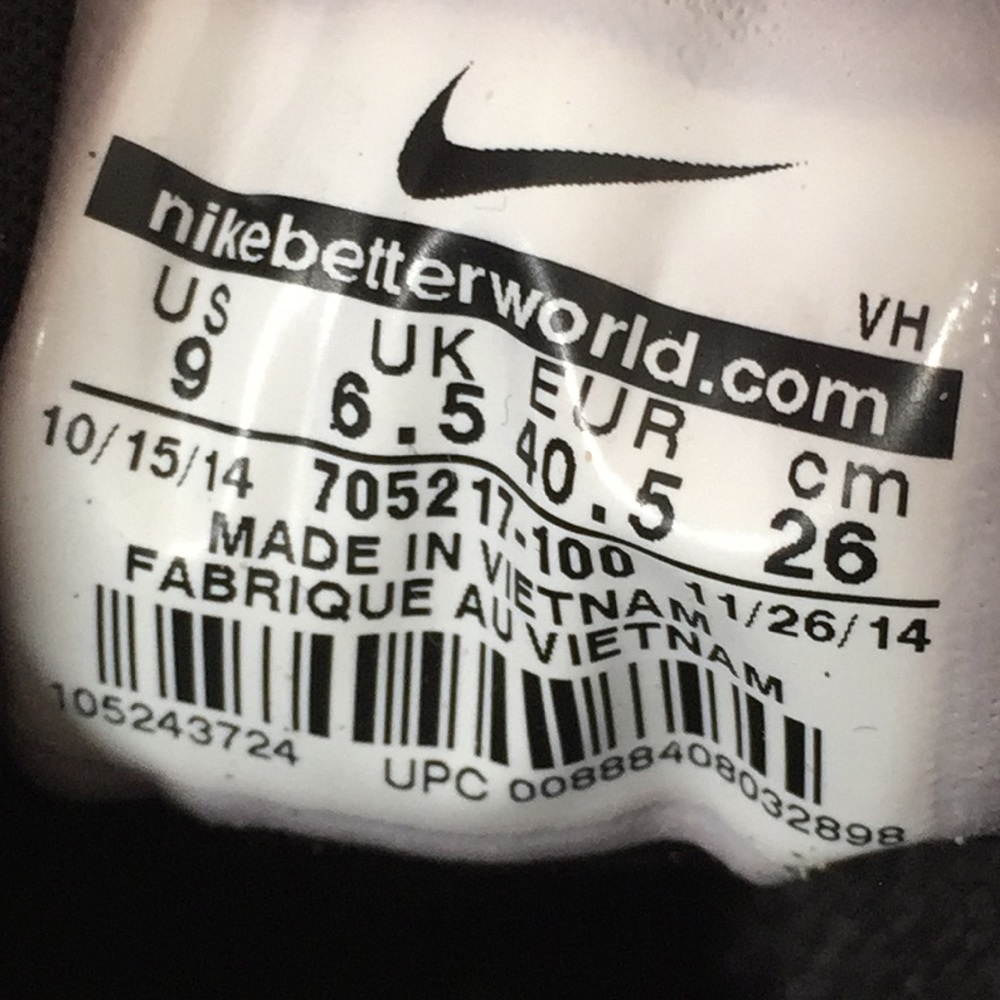 nikebetterworld.com
VH
US UK EUR cm
9 6.5 40.5 26
10/15/14 705217-100 11/26/14
MADE IN VIETNAM
FABRIQUE AU VIETNAM
105243724 UPC 00888408032898